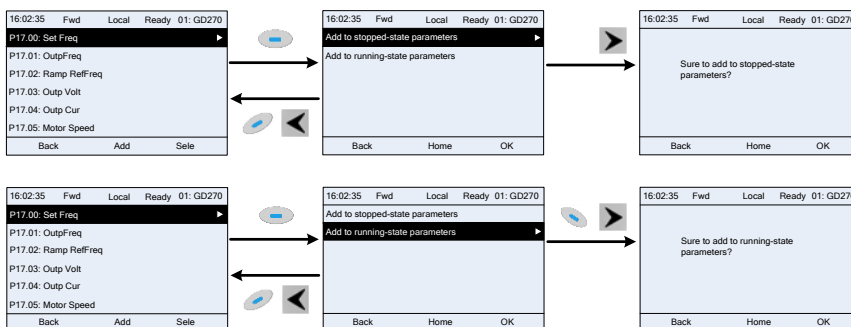 16:02:35 Fwd Local Ready 01: GD270
P17.00: Set Freq
P17.01: OutpFreq
P17.02: Ramp RefFreq
P17.03: Outp Volt
P17.04: Outp Cur
P17.05: Motor Speed
Back Add Sele
16:02:35 Fwd Local Ready 01: GD270
Add to stopped-state parameters
Add to running-state parameters
Back Home OK
16:02:35 Fwd Local Ready 01: GD270
Sure to add to stopped-state
parameters?
Back Home OK
16:02:35 Fwd Local Ready 01: GD270
P17.00: Set Freq
P17.01: OutpFreq
P17.02: Ramp RefFreq
P17.03: Outp Volt
P17.04: Outp Cur
P17.05: Motor Speed
Back Add Sele
16:02:35 Fwd Local Ready 01: GD270
Add to stopped-state parameters
Add to running-state parameters
Back Home OK
16:02:35 Fwd Local Ready 01: GD270
Sure to add to running-state
parameters?
Back Home OK